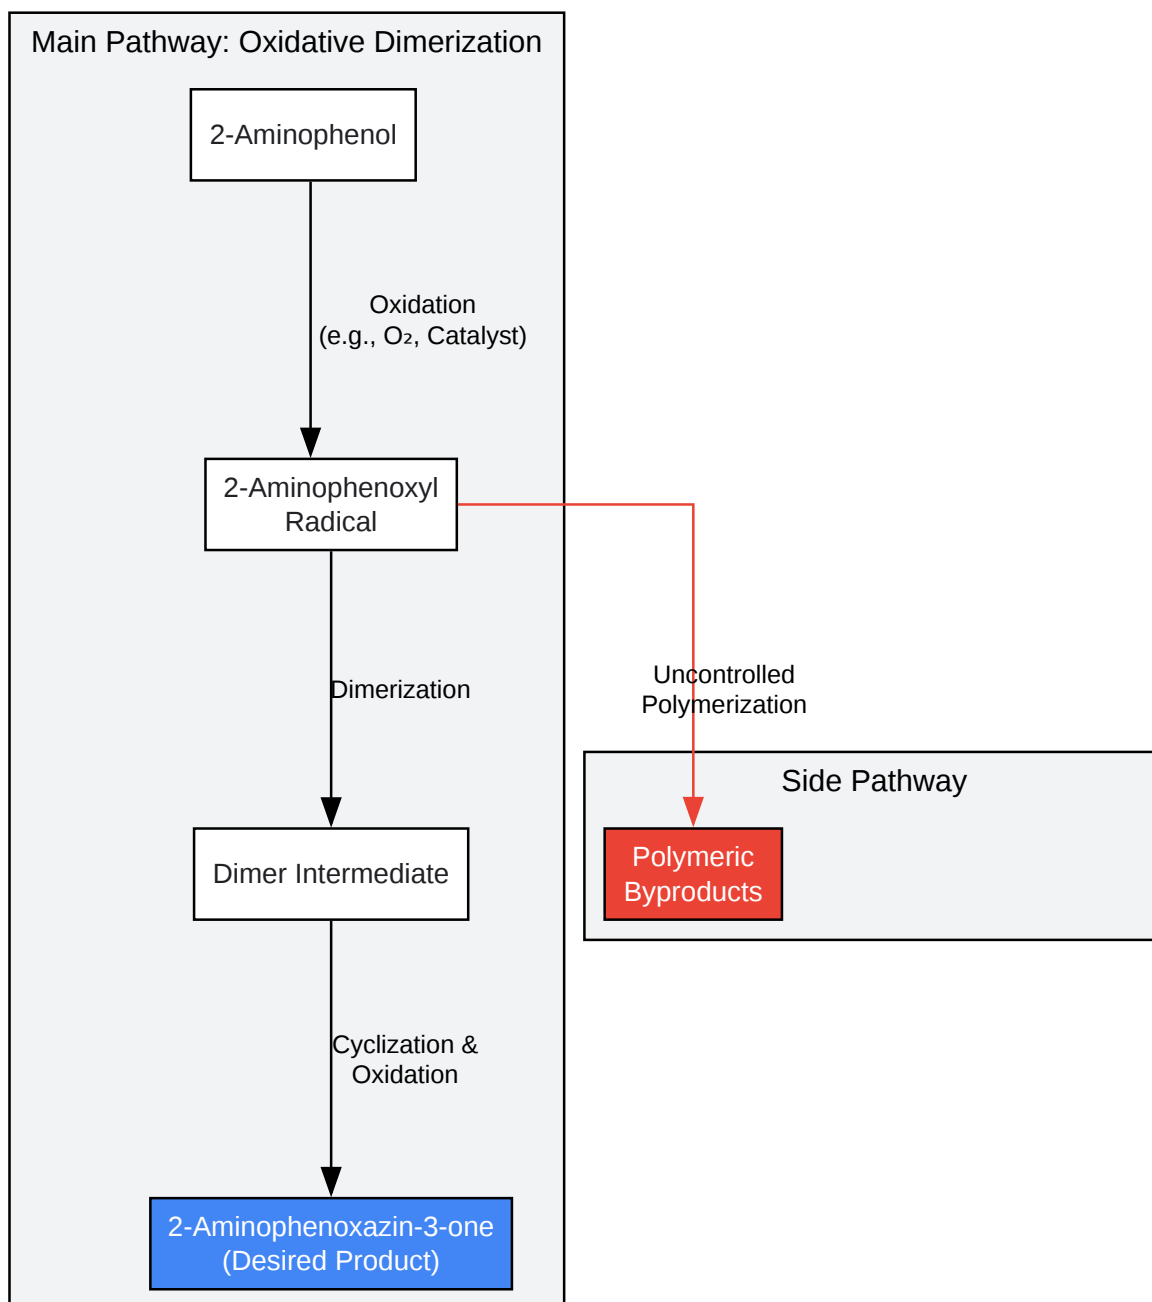 Main Pathway: Oxidative Dimerization
2-Aminophenol
Oxidation
(e.g., O₂, Catalyst)
2-Aminophenoxyl
Radical
Dimerization
Uncontrolled
Polymerization
Side Pathway
Dimer Intermediate
Polymeric
Byproducts
Cyclization &
Oxidation
2-Aminophenoxazin-3-one
(Desired Product)